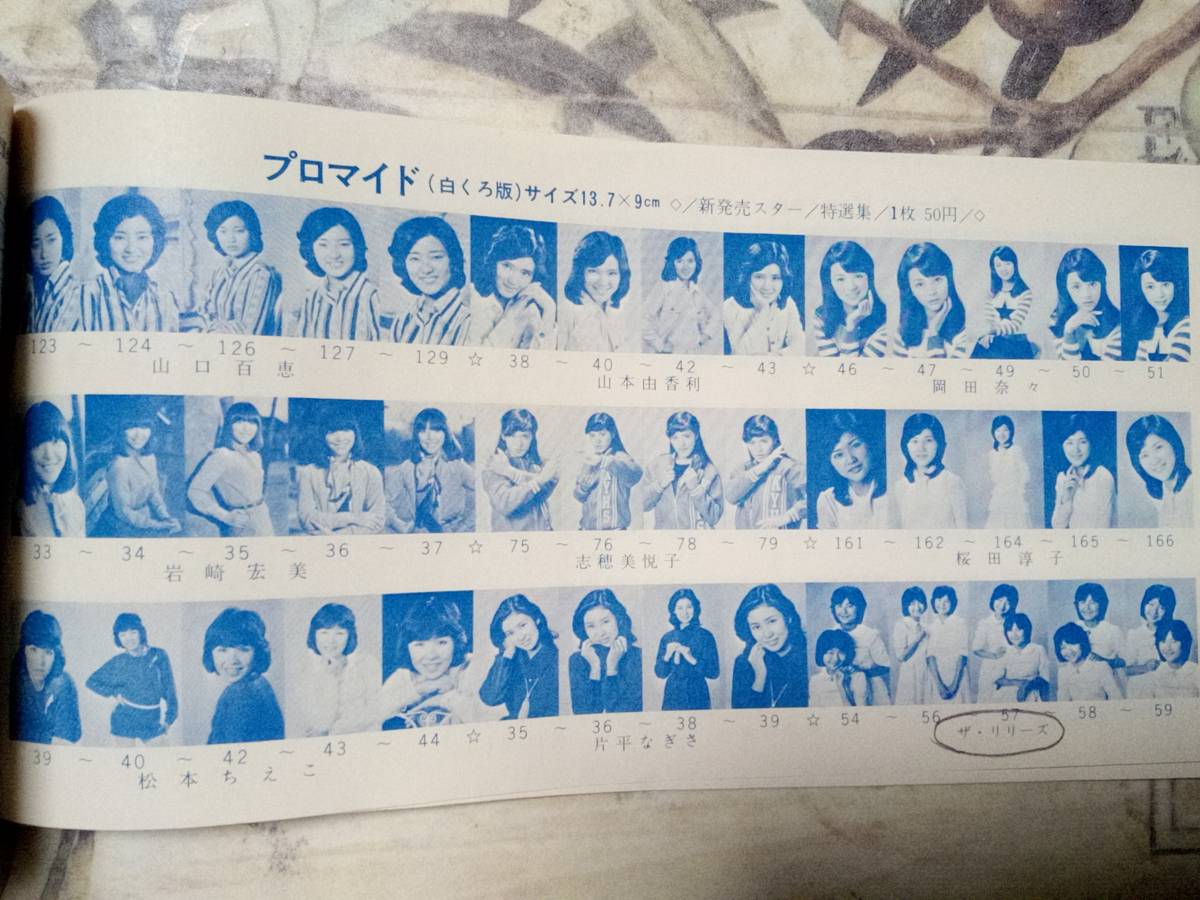 プロマイド(白くろ版)サイズ13.7×9cm ◇/新発売スター/特選集/1枚 50円/◇
123 ~ 124 ~ 126 ~ 127 ~ 129 ☆ 38 ~ 40 ~ 42 ~ 43 ☆ 46 ~ 47 ~ 49 ~ 50 ~ 51
山口百恵 山本由香利 岡田奈々
33 ~ 34 ~ 35 ~ 36 ~ 37 ☆ 75 ~ 76 ~ 78 ~ 79 ☆ 161 ~ 162 ~ 164 ~ 165 ~ 166
岩崎宏美 志穂美悦子 桜田淳子
39 ~ 40 ~ 42 ~ 43 ~ 44 ☆ 35 ~ 36 ~ 38 ~ 39 ☆ 54 ~ 56 ~ 57 ~ 58 ~ 59
松本ちえこ 片平なぎさ ザ・リリーズ